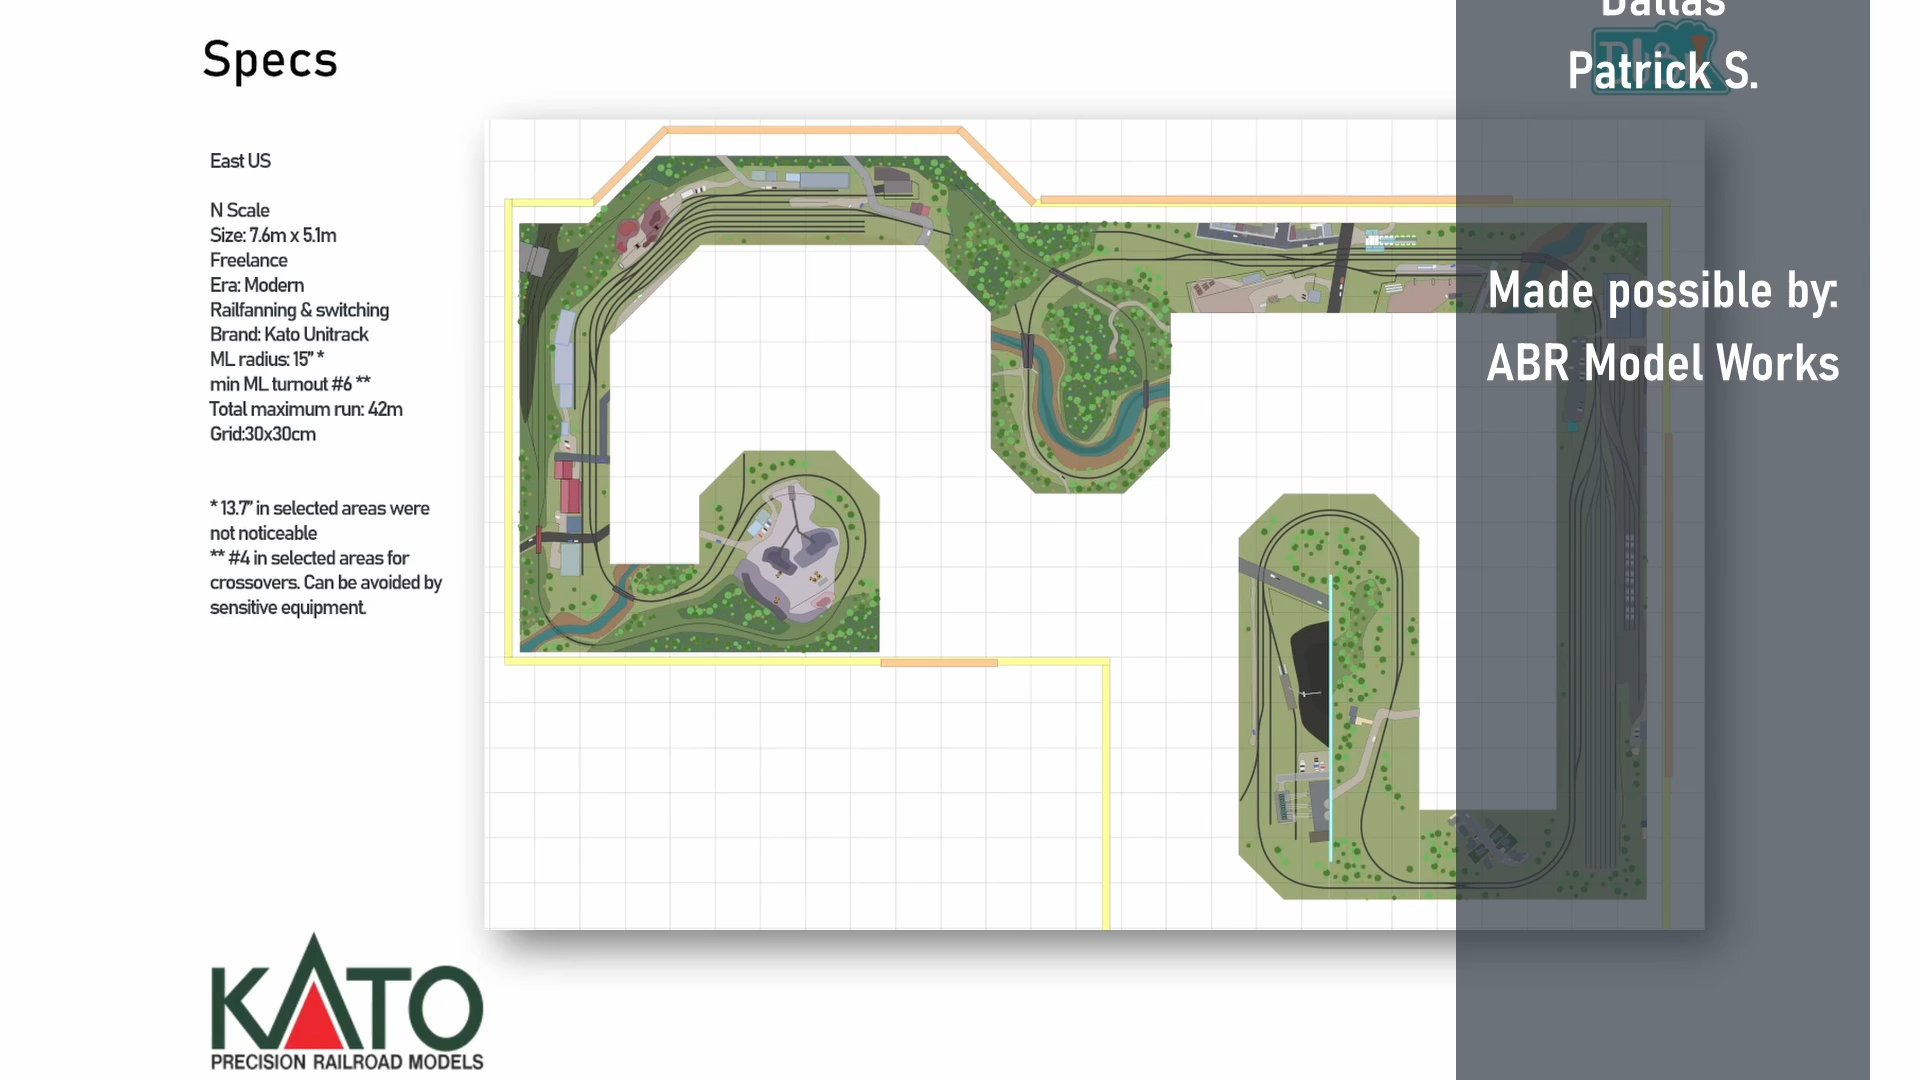 Specs
East US
N Scale
Size: 7.6m x 5.1m
Freelance
Era: Modern
Railfanning & switching
Brand: Kato Unitrack
ML radius: 15" *
min ML turnout #6 **
Total maximum run: 42m
Grid:30x30cm
* 13.7" in selected areas were
not noticeable
** #4 in selected areas for
crossovers. Can be avoided by
sensitive equipment.
KATO
PRECISION RAILROAD MODELS
Dallas
Patrick S.
Made possible by:
ABR Model Works